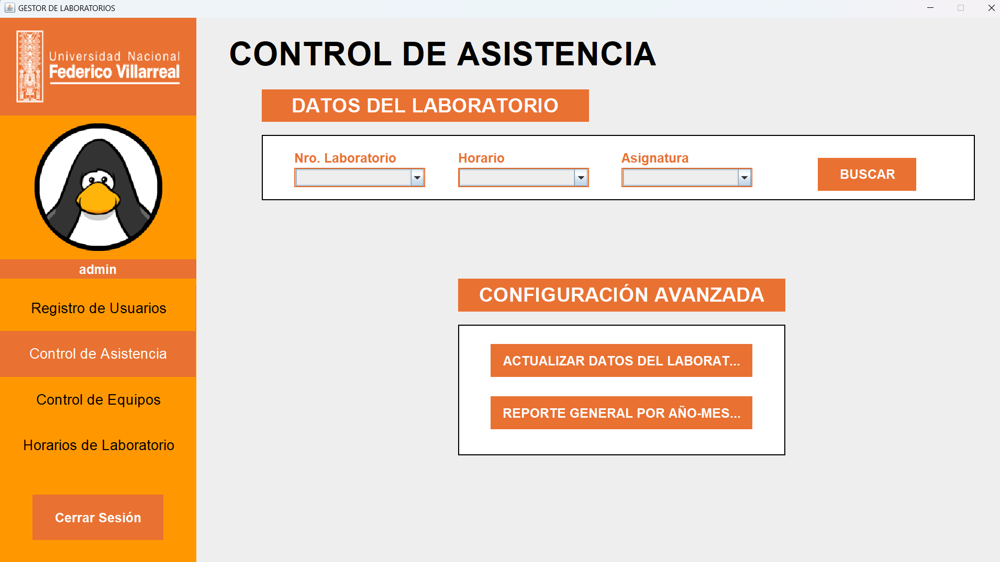 GESTOR DE LABORATORIOS
Universidad Nacional
Federico Villarreal
admin
Registro de Usuarios
Control de Asistencia
Control de Equipos
Horarios de Laboratorio
Cerrar Sesión
CONTROL DE ASISTENCIA
DATOS DEL LABORATORIO
Nro. Laboratorio
Horario
Asignatura
BUSCAR
CONFIGURACIÓN AVANZADA
ACTUALIZAR DATOS DEL LABORAT...
REPORTE GENERAL POR AÑO-MES...